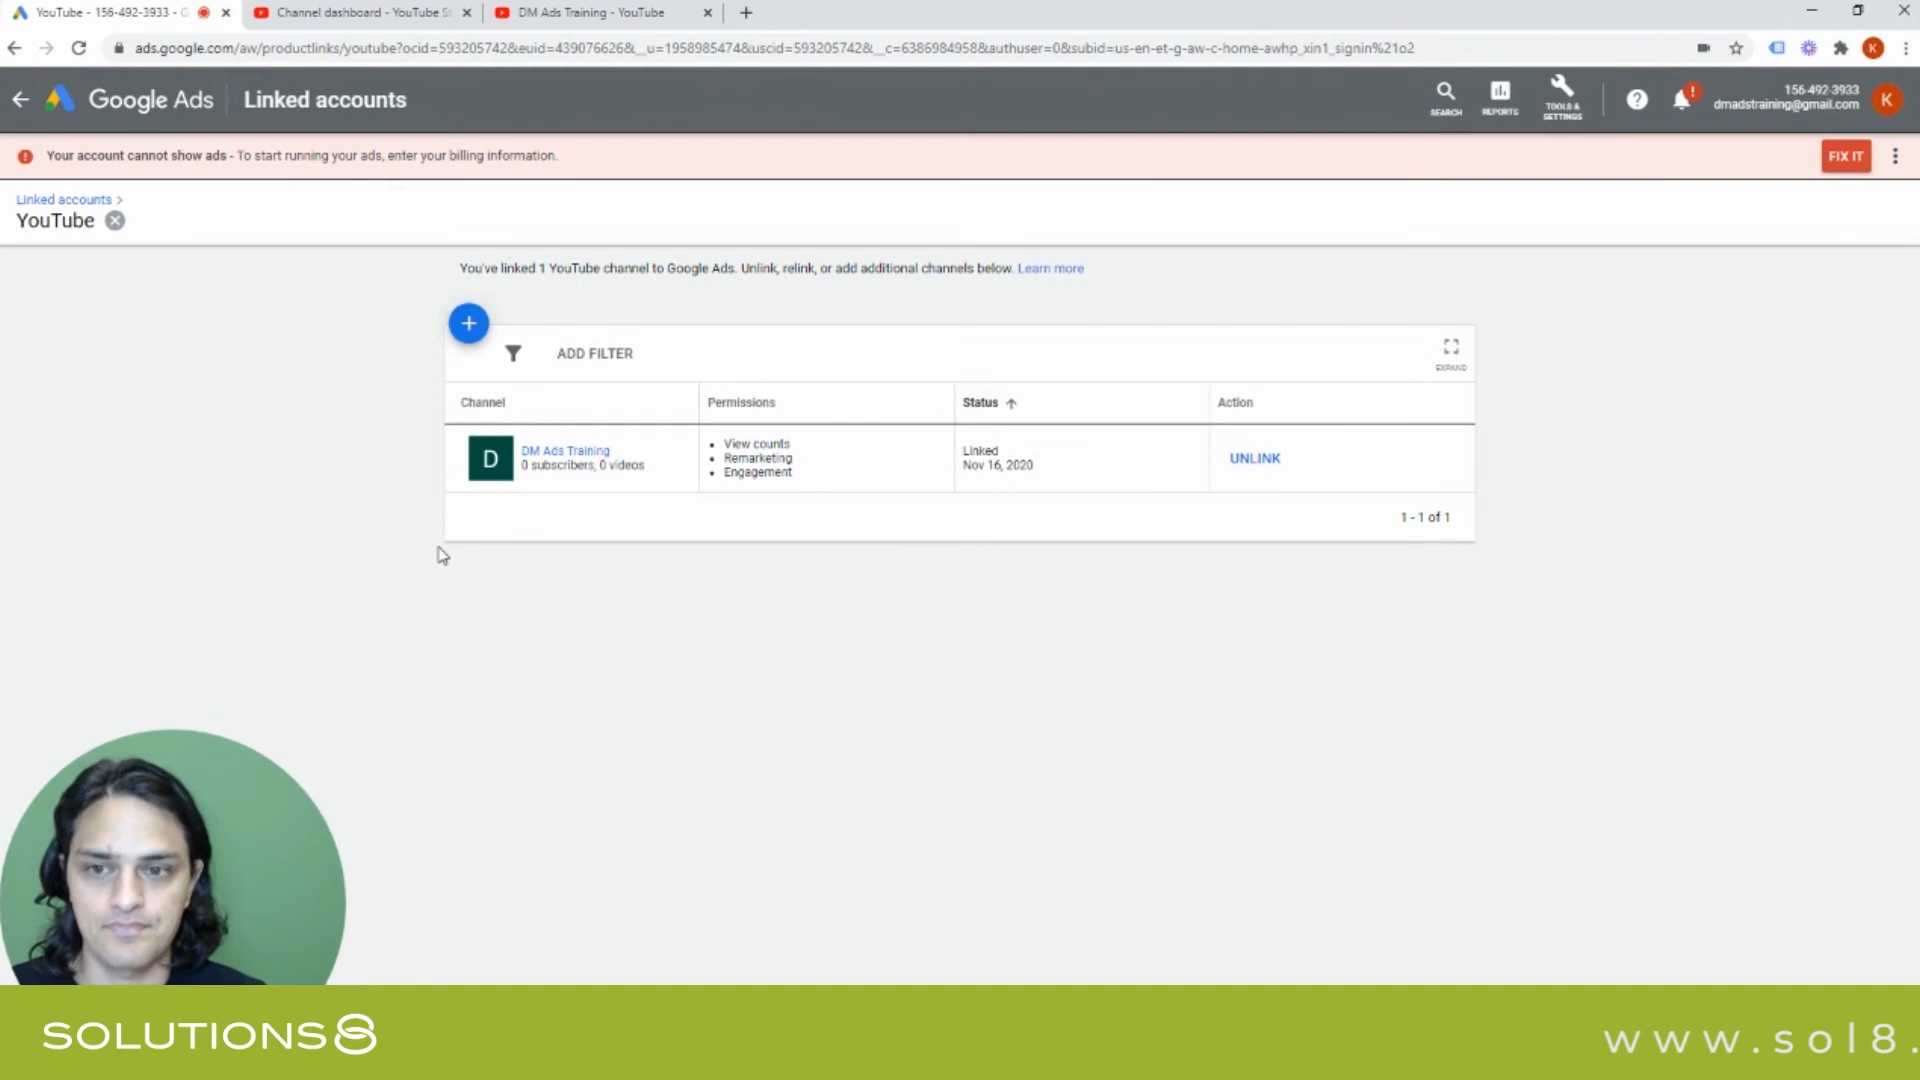 YouTube - 156-492-3933 - G
Channel dashboard - YouTube St
DM Ads Training - YouTube
ads.google.com/aw/productlinks/youtube?ocid=593205742&euid=439076626&__u=1958985474&uscid=593205742&__c=6386984958&authuser=0&subid=us-en-et-g-aw-c-home-awhp_xin1_signin%21o2
K
Google Ads
Linked accounts
SEARCH
REPORTS
TOOLS & SETTINGS
156-492-3933
dmadstraining@gmail.com
K
Your account cannot show ads - To start running your ads, enter your billing information.
FIX IT
Linked accounts >
YouTube
You've linked 1 YouTube channel to Google Ads. Unlink, relink, or add additional channels below. Learn more
ADD FILTER
EXPAND
Channel
Permissions
Status
Action
D
DM Ads Training
0 subscribers, 0 videos
• View counts
• Remarketing
• Engagement
Linked
Nov 16, 2020
UNLINK
1 - 1 of 1
SOLUTIONS8
www.sol8.